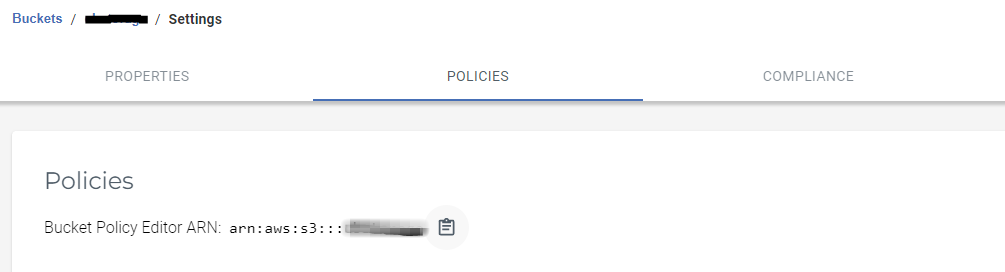 Buckets / / Settings
PROPERTIES POLICIES COMPLIANCE
Policies
Bucket Policy Editor ARN: arn:aws:s3:::